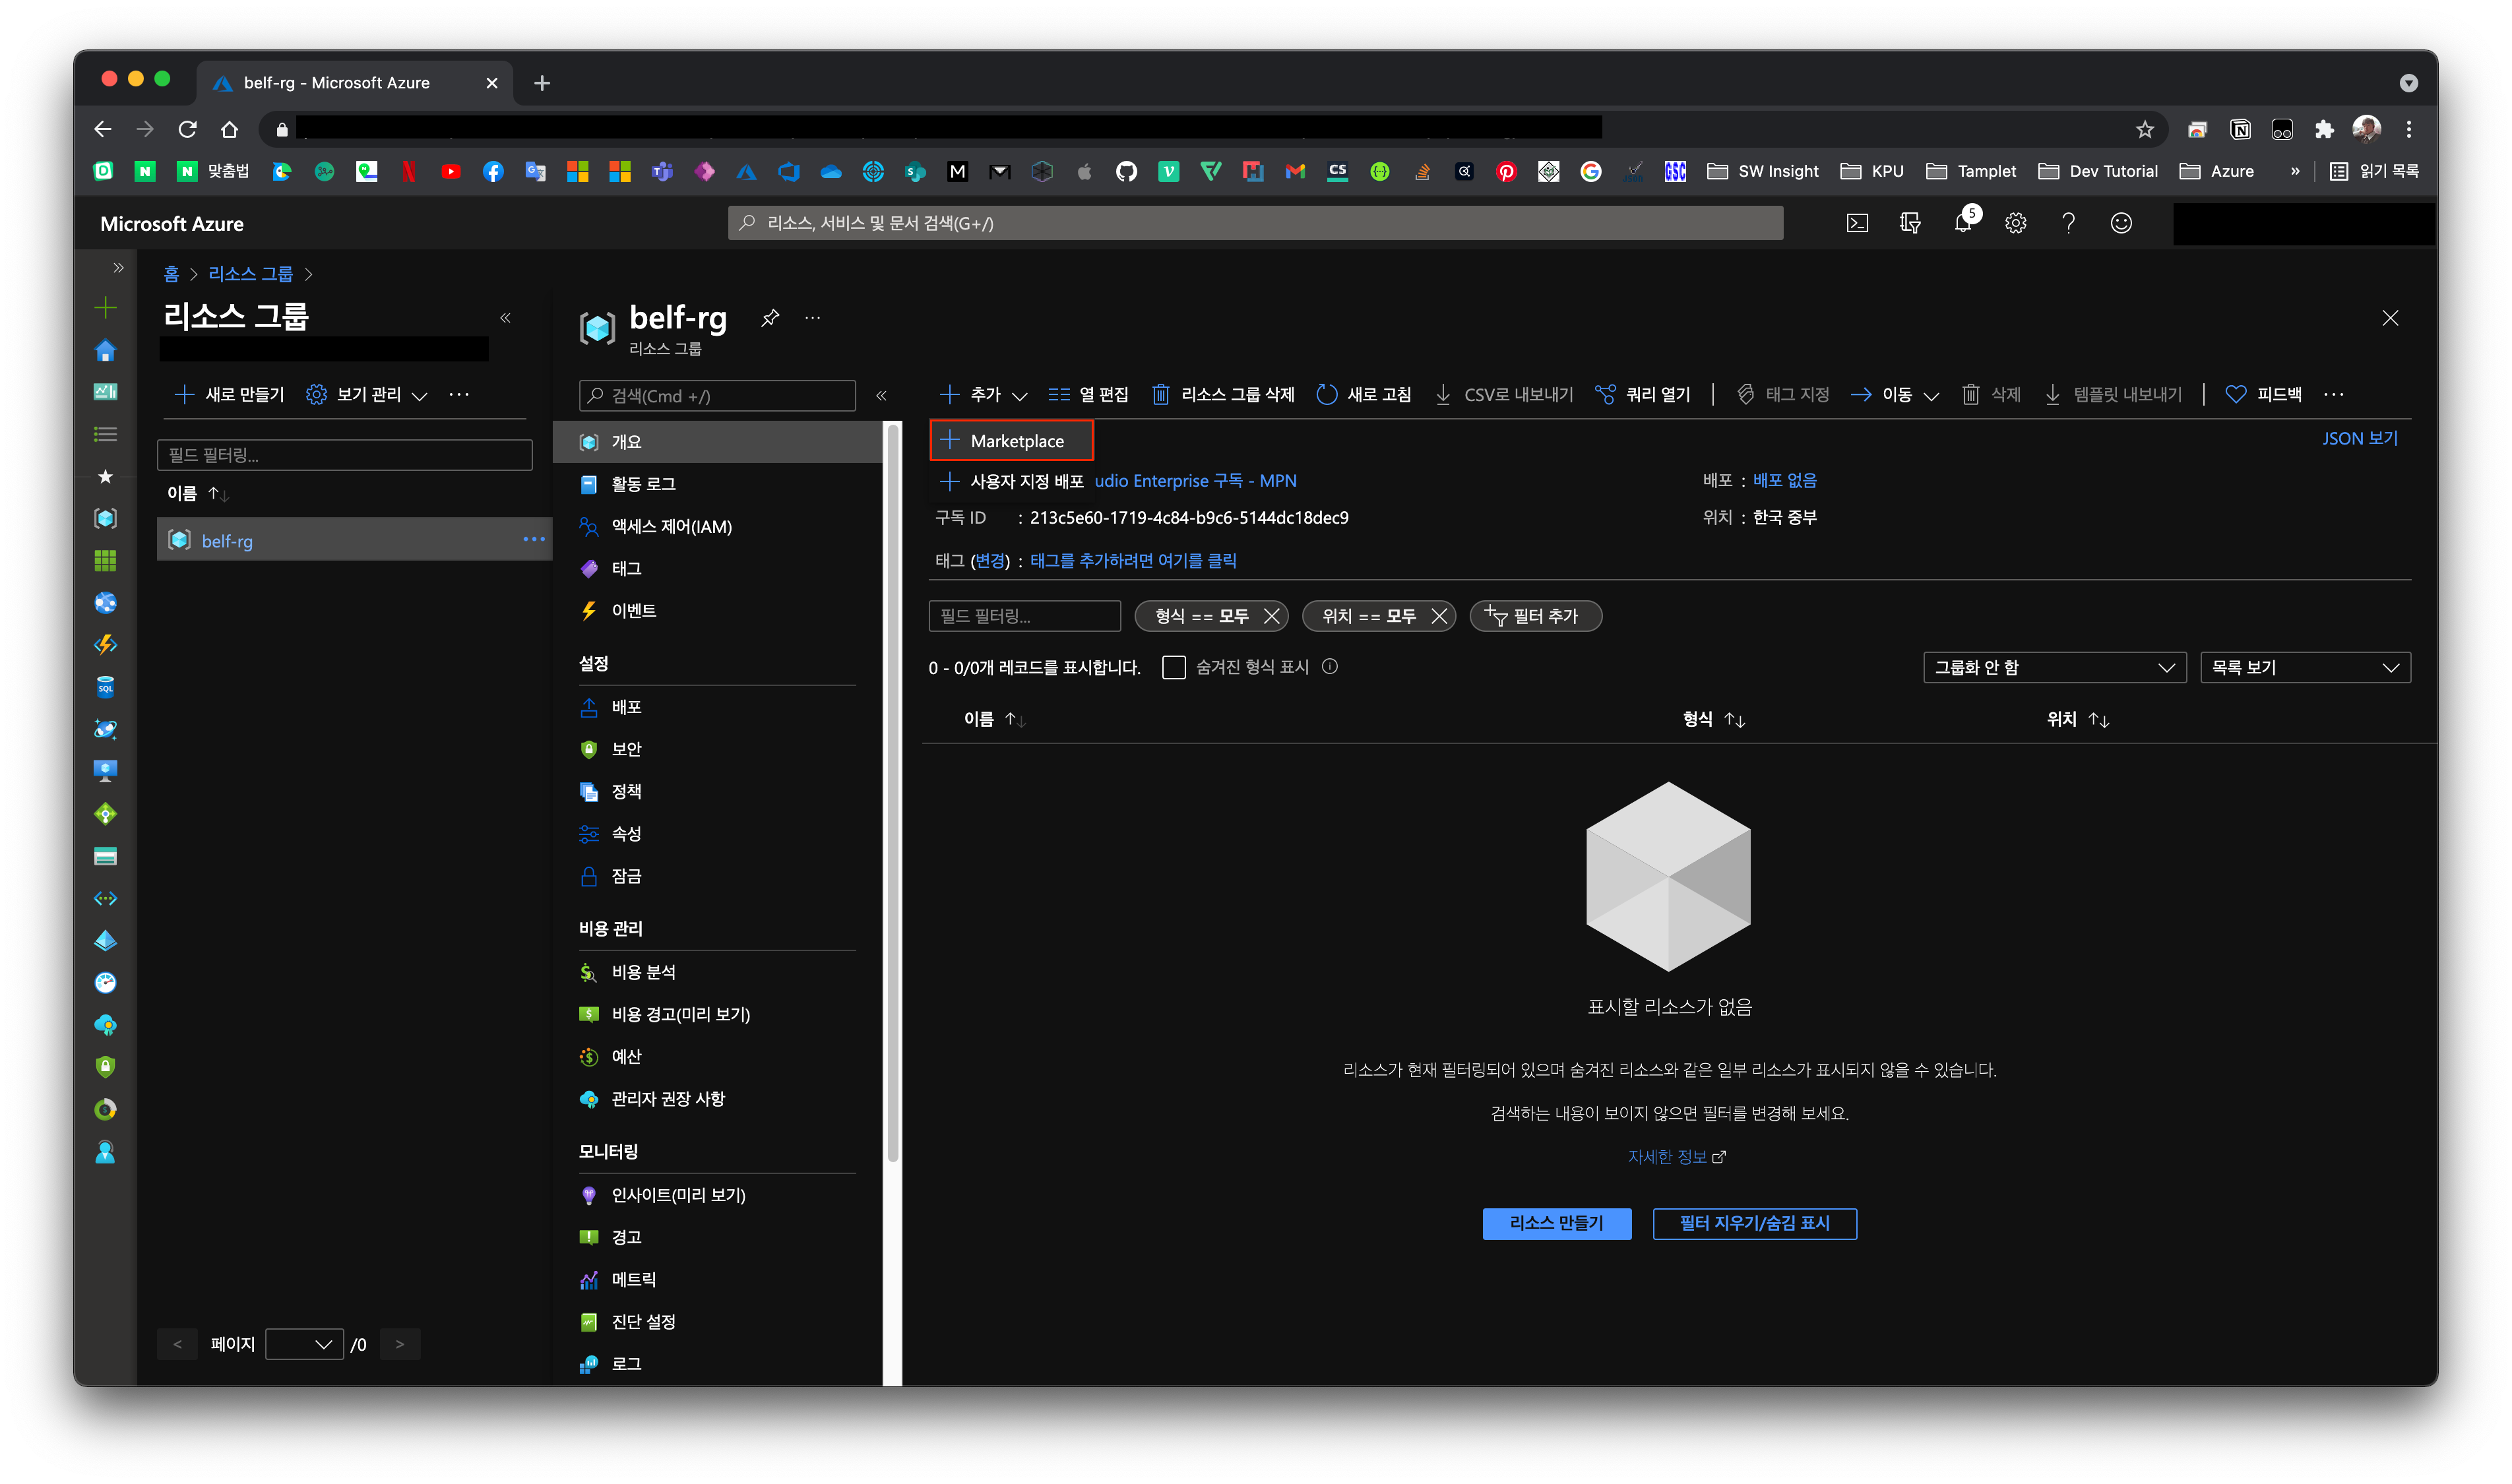 belf-rg - Microsoft Azure
맞춤법
SW Insight
KPU
Tamplet
Dev Tutorial
Azure
»
읽기 목록
Microsoft Azure
리소스, 서비스 및 문서 검색(G+/)
5
홈 > 리소스 그룹 >
리소스 그룹
«
새로 만들기
보기 관리
...
필드 필터링...
이름 ↑↓
belf-rg
...
< 페이지 /0 >
belf-rg
...
리소스 그룹
검색(Cmd +/)
«
개요
활동 로그
액세스 제어(IAM)
태그
이벤트
설정
배포
보안
정책
속성
잠금
비용 관리
비용 분석
비용 경고(미리 보기)
예산
관리자 권장 사항
모니터링
인사이트(미리 보기)
경고
메트릭
진단 설정
로그
추가
열 편집
리소스 그룹 삭제
새로 고침
CSV로 내보내기
쿼리 열기
태그 지정
이동
삭제
템플릿 내보내기
피드백
...
Marketplace
JSON 보기
사용자 지정 배포
udio Enterprise 구독 - MPN
배포 : 배포 없음
구독 ID : 213c5e60-1719-4c84-b9c6-5144dc18dec9
위치 : 한국 중부
태그 (변경) : 태그를 추가하려면 여기를 클릭
필드 필터링...
형식 == 모두
위치 == 모두
필터 추가
0 - 0/0개 레코드를 표시합니다.
숨겨진 형식 표시
그룹화 안 함
목록 보기
이름 ↑↓
형식 ↑↓
위치 ↑↓
표시할 리소스가 없음
리소스가 현재 필터링되어 있으며 숨겨진 리소스와 같은 일부 리소스가 표시되지 않을 수 있습니다.
검색하는 내용이 보이지 않으면 필터를 변경해 보세요.
자세한 정보
리소스 만들기
필터 지우기/숨김 표시